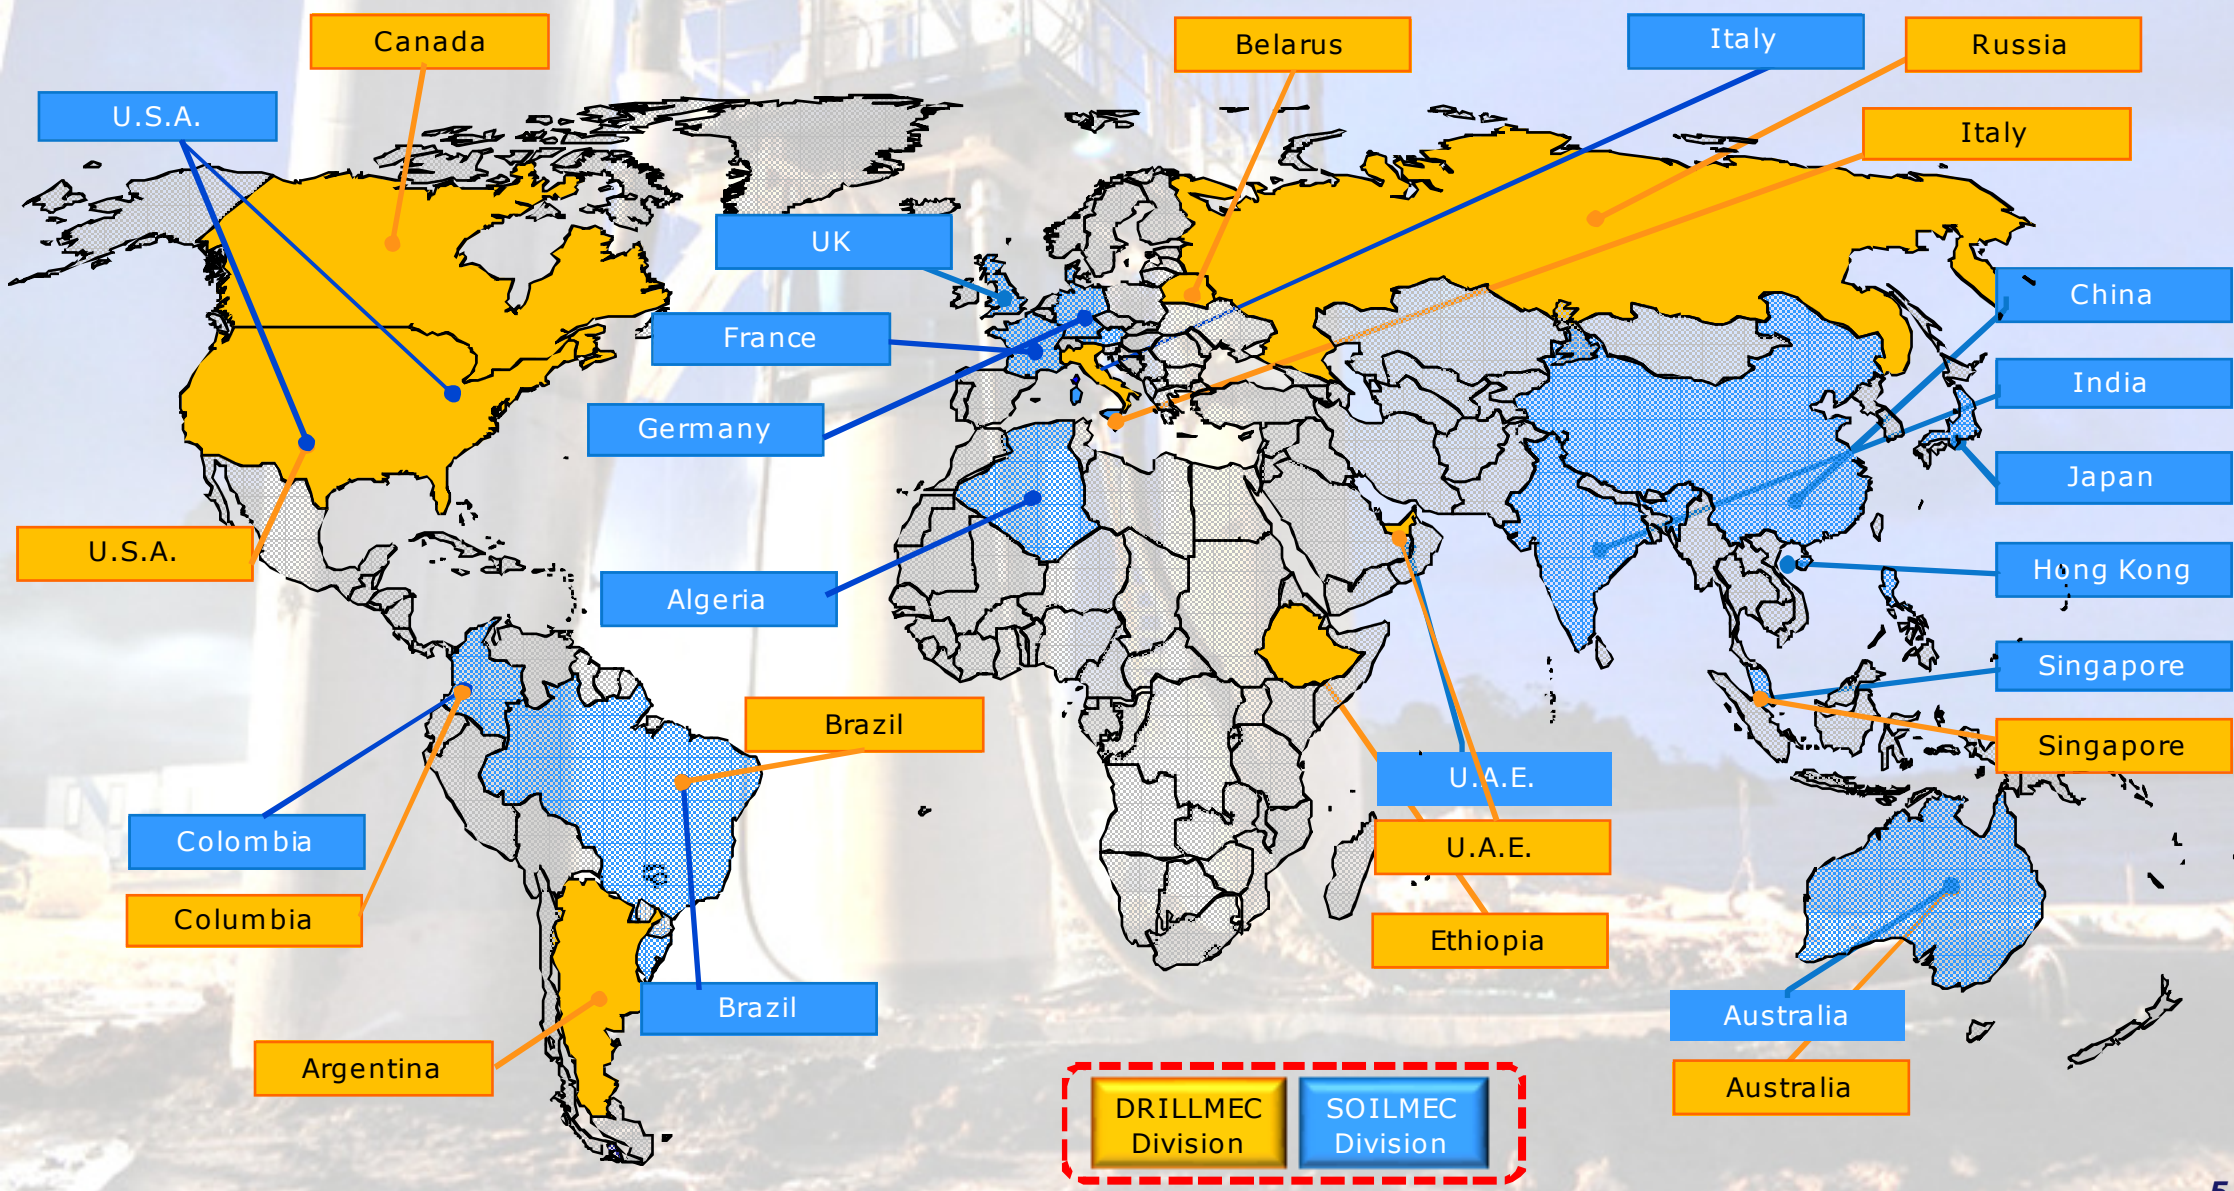 Canada
Belarus
Italy
Russia
U.S.A.
Italy
UK
China
France
India
Germany
Japan
U.S.A.
Algeria
Hong Kong
Singapore
Brazil
Singapore
U.A.E.
Colombia
U.A.E.
Columbia
Ethiopia
Brazil
Australia
Argentina
Australia
DRILLMEC
Division
SOILMEC
Division
5